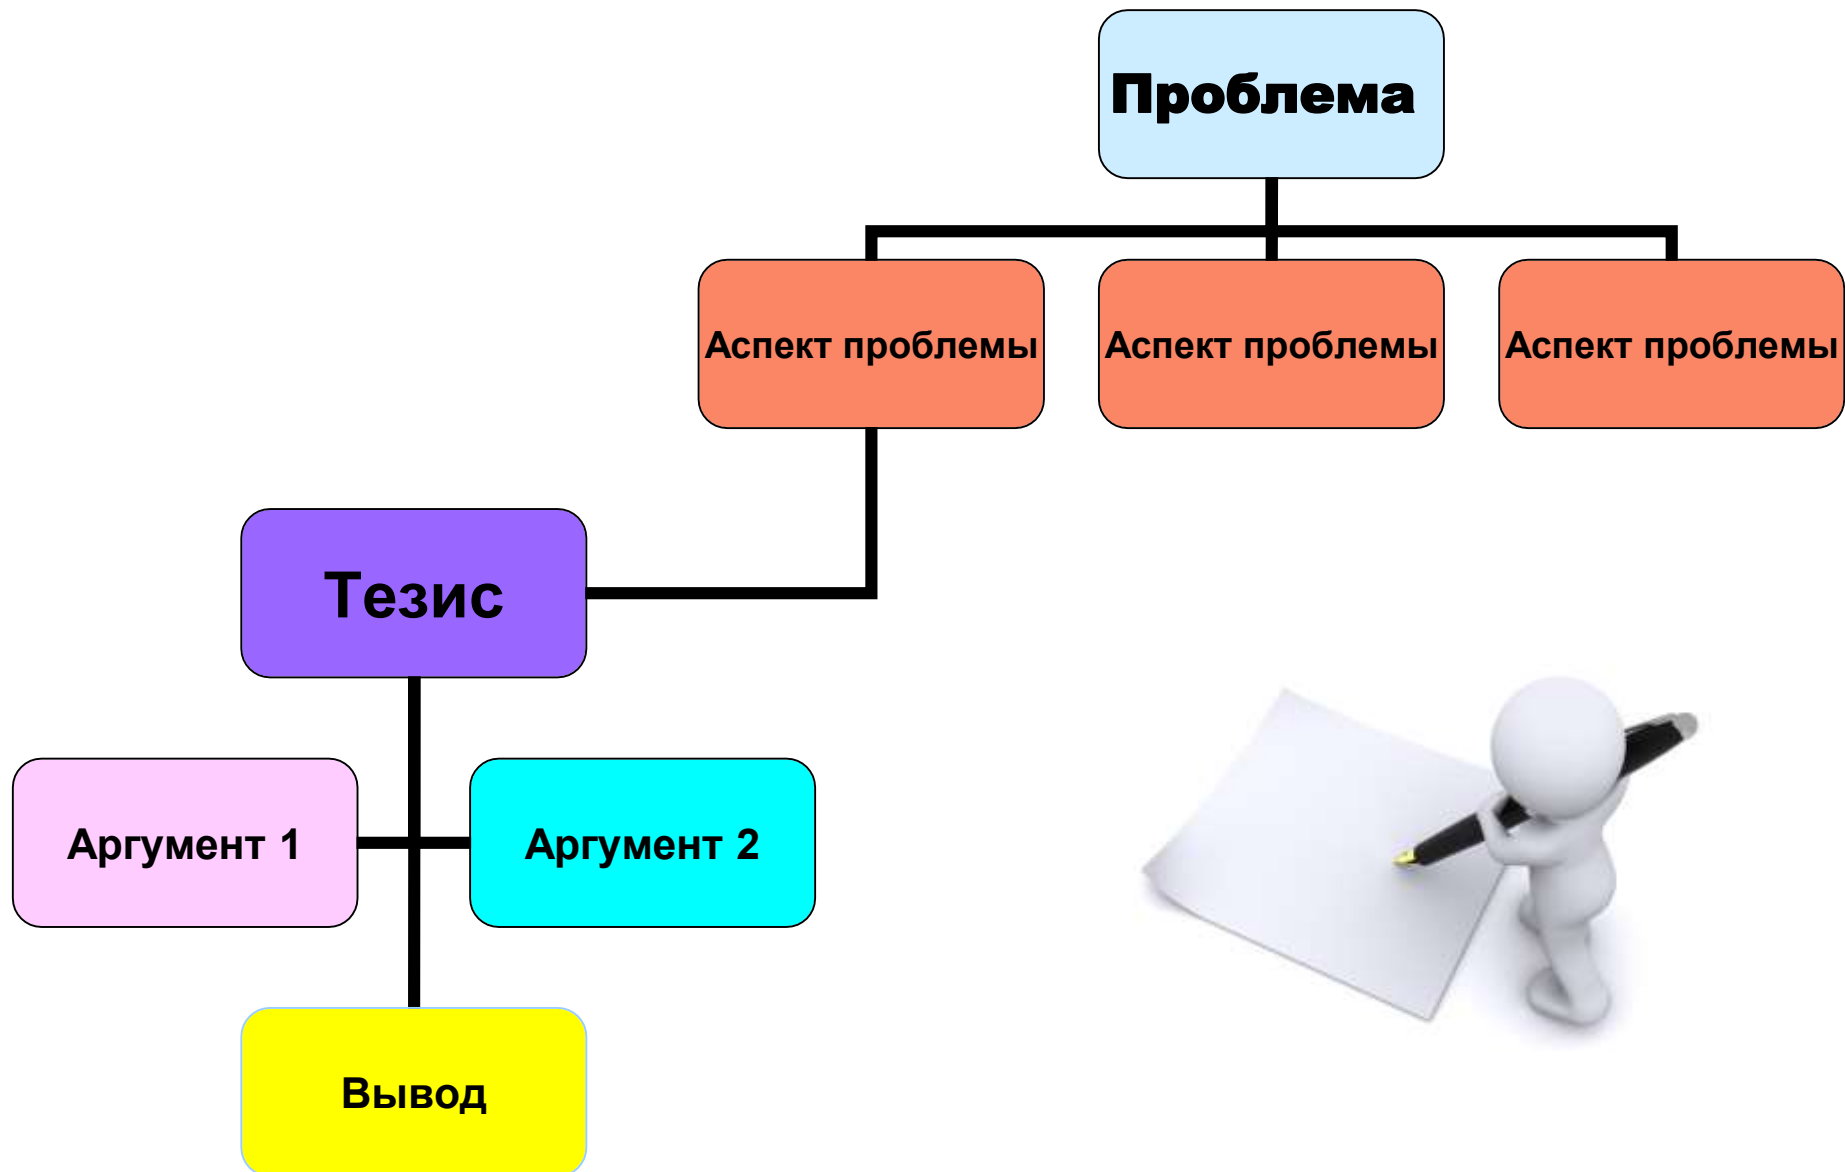 Проблема
Аспект проблемы
Аспект проблемы
Аспект проблемы
Тезис
Аргумент 1
Аргумент 2
Вывод